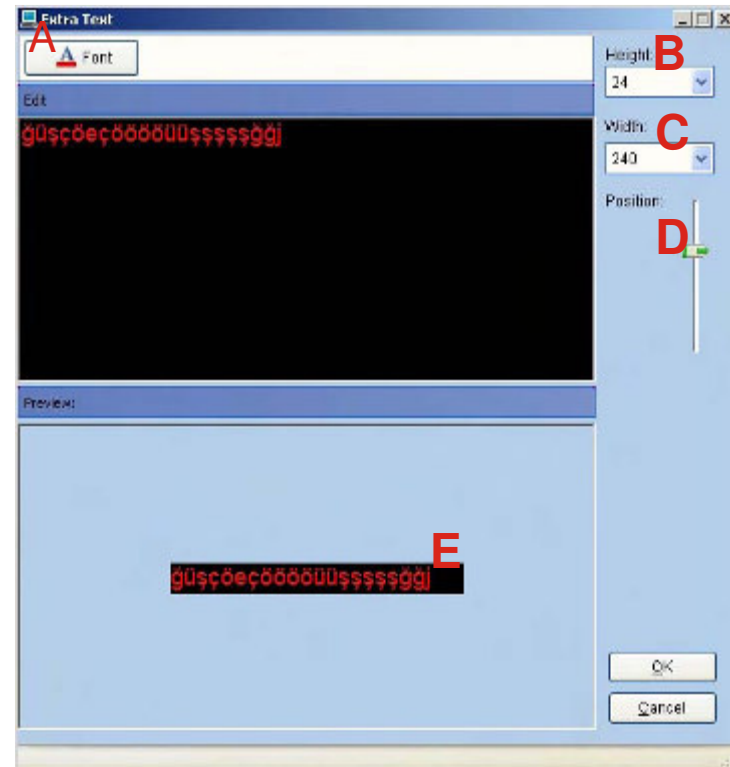 Extra Text
A
Font
Height: B
24
Edit
ğüşçöeçööööüüşşşşşğğj
Width: C
240
Position:
D
Preview:
E
ğüşçöeçööööüüşşşşşğğj
OK
Cancel